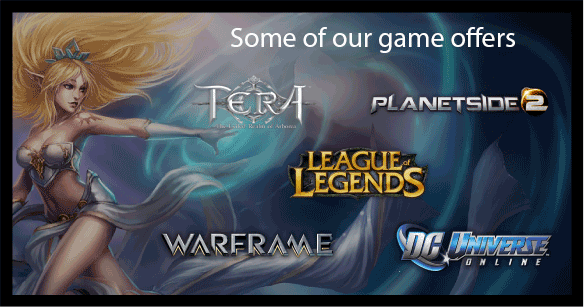 Some of our game offers
TERA
PLANETSIDE 2
LEAGUE of
LEGENDS
WARFRAME
DC UNIVERSE
ONLINE